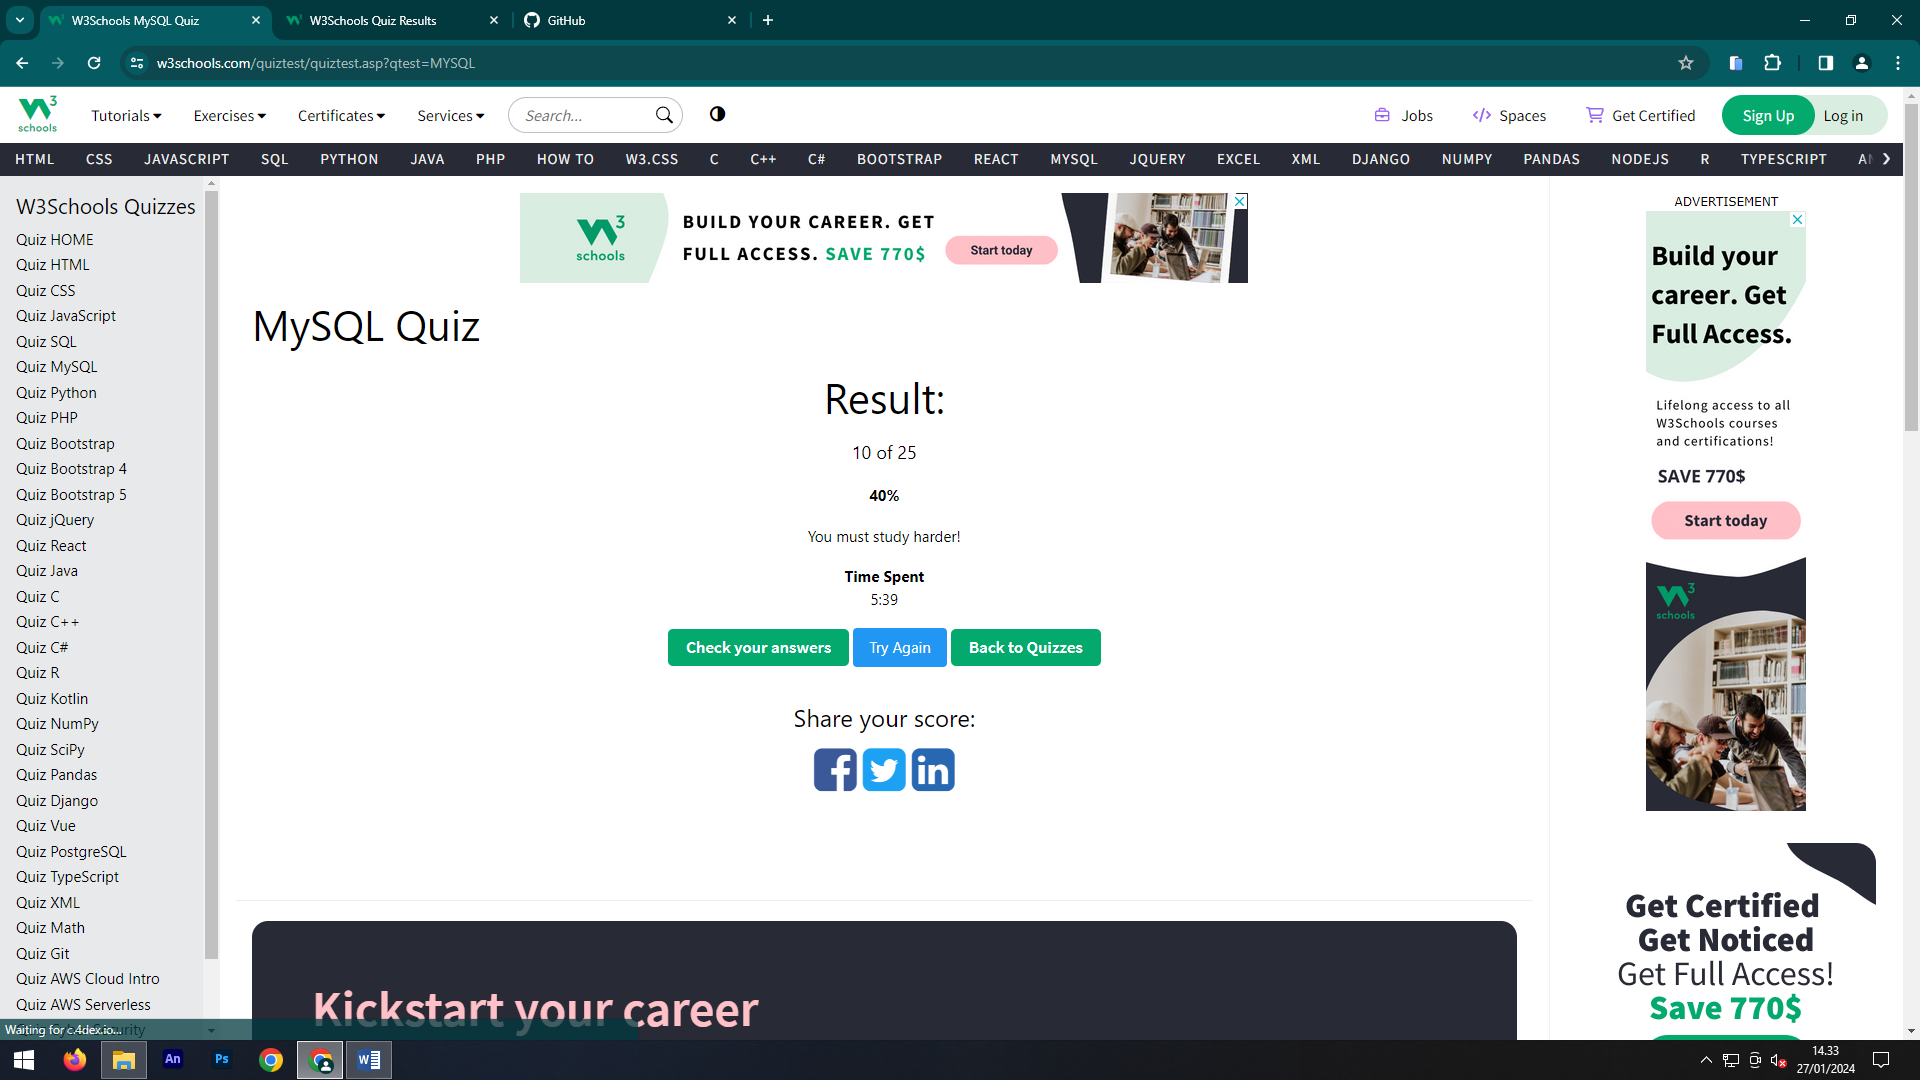 W3Schools MySQL Quiz
W3Schools Quiz Results
GitHub
w3schools.com/quiztest/quiztest.asp?qtest=MYSQL
3
schools
Tutorials
Exercises
Certificates
Services
Search...
Jobs
Spaces
Get Certified
Sign Up
Log in
HTML
CSS
JAVASCRIPT
SQL
PYTHON
JAVA
PHP
HOW TO
W3.CSS
C
C++
C#
BOOTSTRAP
REACT
MYSQL
JQUERY
EXCEL
XML
DJANGO
NUMPY
PANDAS
NODEJS
R
TYPESCRIPT
W3Schools Quizzes
Quiz HOME
Quiz HTML
Quiz CSS
Quiz JavaScript
Quiz SQL
Quiz MySQL
Quiz Python
Quiz PHP
Quiz Bootstrap
Quiz Bootstrap 4
Quiz Bootstrap 5
Quiz jQuery
Quiz React
Quiz Java
Quiz C
Quiz C++
Quiz C#
Quiz R
Quiz Kotlin
Quiz NumPy
Quiz SciPy
Quiz Pandas
Quiz Django
Quiz Vue
Quiz PostgreSQL
Quiz TypeScript
Quiz XML
Quiz Math
Quiz Git
Quiz AWS Cloud Intro
Quiz AWS Serverless
Waiting for c.4dex.io...
3
schools
BUILD YOUR CAREER. GET
FULL ACCESS. SAVE 770$
Start today
MySQL Quiz
Result:
10 of 25
40%
You must study harder!
Time Spent
5:39
Check your answers
Try Again
Back to Quizzes
Share your score:
Kickstart your career
ADVERTISEMENT
Build your
career. Get
Full Access.
Lifelong access to all
W3Schools courses
and certifications!
SAVE 770$
Start today
3
schools
Get Certified
Get Noticed
Get Full Access!
Save 770$
An
Ps
14.33
27/01/2024